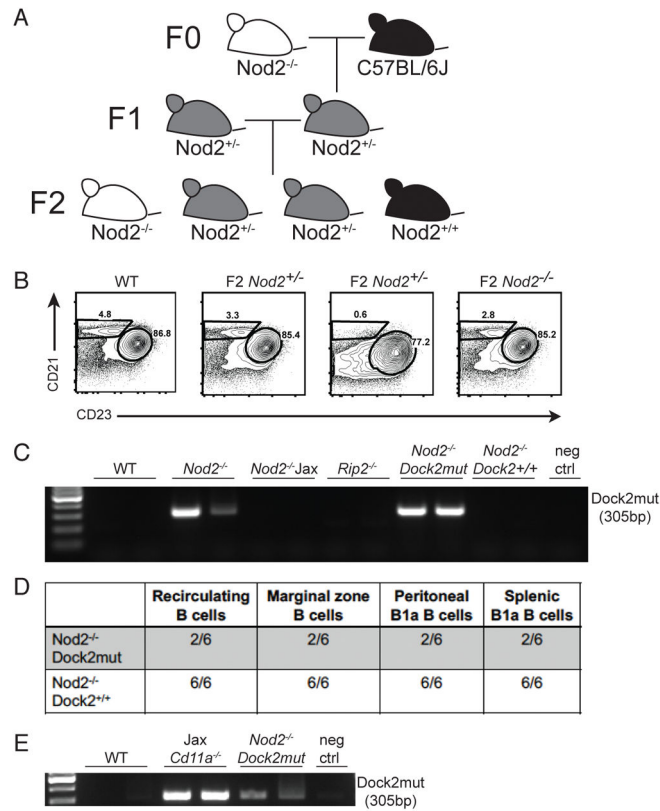 A
F0
Nod2-/- C57BL/6J
F1
Nod2+/- Nod2+/-
F2
Nod2-/- Nod2+/- Nod2+/- Nod2+/+
B
WT F2 Nod2+/- F2 Nod2+/- F2 Nod2-/-
4.8 86.8 3.3 85.4 0.6 77.2 2.8 85.2
CD21
CD23
C
WT Nod2-/- Nod2-/-Jax Rip2-/- Nod2-/- Dock2mut Nod2-/- Dock2+/+ neg ctrl
Dock2mut
(305bp)
D
Recirculating B cells Marginal zone B cells Peritoneal B1a B cells Splenic B1a B cells
Nod2-/- Dock2mut 2/6 2/6 2/6 2/6
Nod2-/- Dock2+/+ 6/6 6/6 6/6 6/6
E
WT Jax Cd11a-/- Nod2-/- Dock2mut neg ctrl
Dock2mut
(305bp)